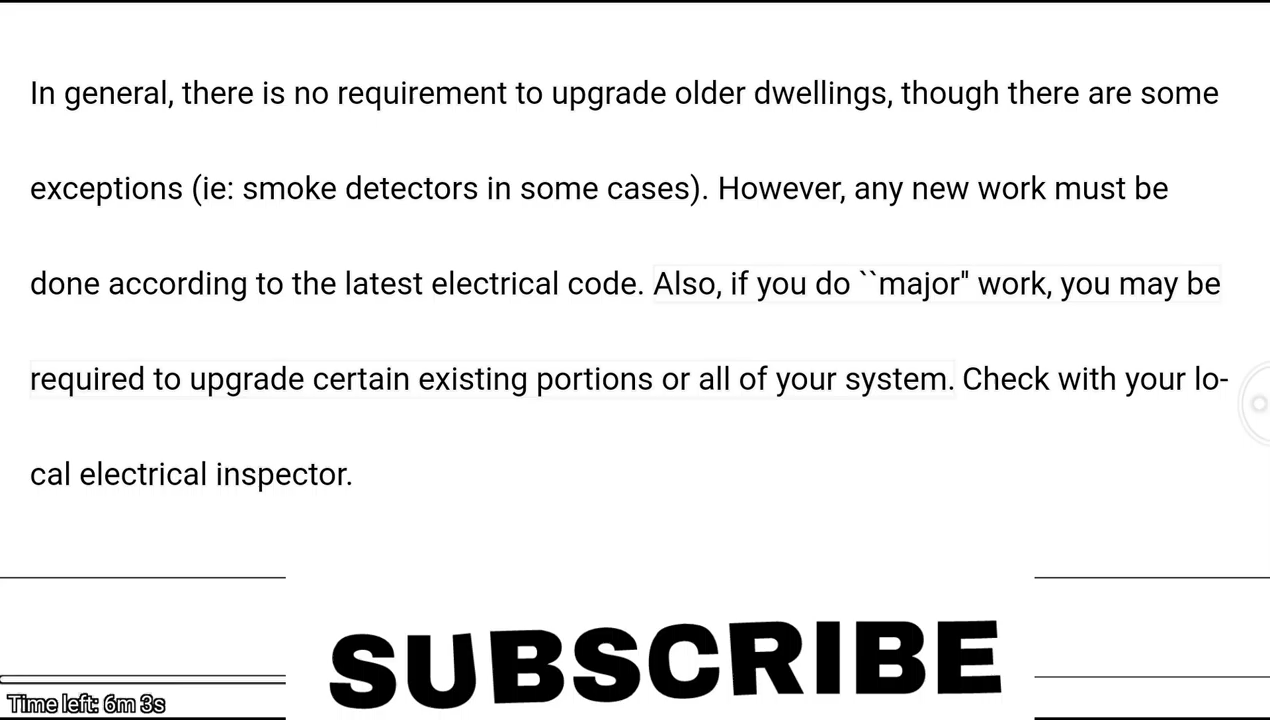 In general, there is no requirement to upgrade older dwellings, though there are some
exceptions (ie: smoke detectors in some cases). However, any new work must be
done according to the latest electrical code. Also, if you do ``major" work, you may be
required to upgrade certain existing portions or all of your system. Check with your lo-
cal electrical inspector.
SUBSCRIBE
Time left: 6m 3s